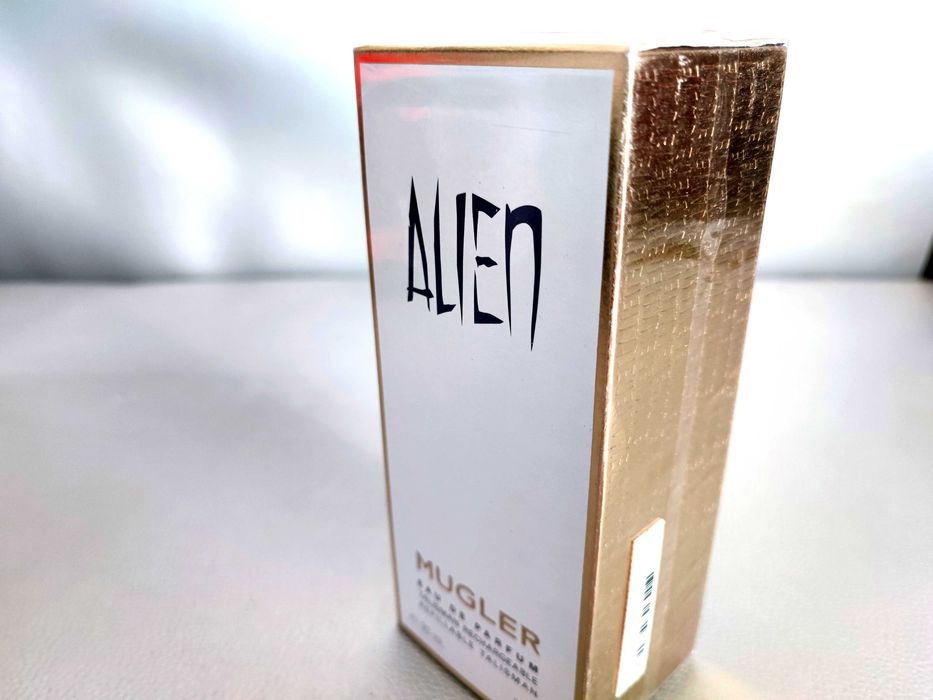 ALIEN
MUGLER
EAU DE PARFUM
TALISMAN RECHARGEABLE
REFILLABLE TALISMAN